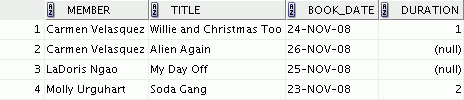 MEMBER TITLE BOOK_DATE DURATION
1 Carmen Velasquez Willie and Christmas Too 24-NOV-08 1
2 Carmen Velasquez Alien Again 26-NOV-08 (null)
3 LaDoris Ngao My Day Off 25-NOV-08 (null)
4 Molly Urguhart Soda Gang 23-NOV-08 2